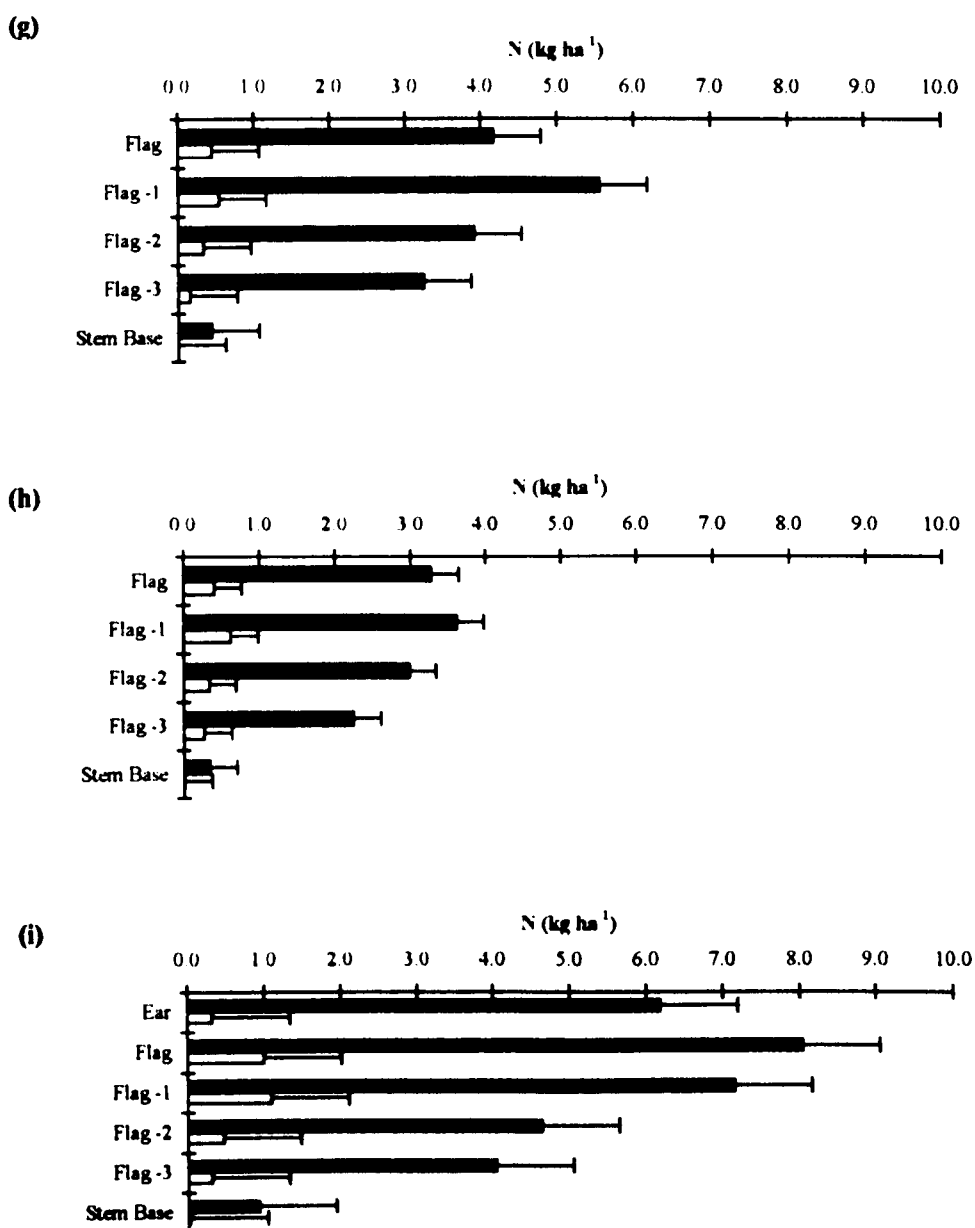 (g)
N (kg ha 1)
0.0 1.0 2.0 3.0 4.0 5.0 6.0 7.0 8.0 9.0 10.0
Flag
Flag -1
Flag -2
Flag -3
Stem Base
(h)
N (kg ha 1)
0.0 1.0 2.0 3.0 4.0 5.0 6.0 7.0 8.0 9.0 10.0
Flag
Flag -1
Flag -2
Flag -3
Stem Base
(i)
N (kg ha 1)
0.0 1.0 2.0 3.0 4.0 5.0 6.0 7.0 8.0 9.0 10.0
Ear
Flag
Flag -1
Flag -2
Flag -3
Stem Base